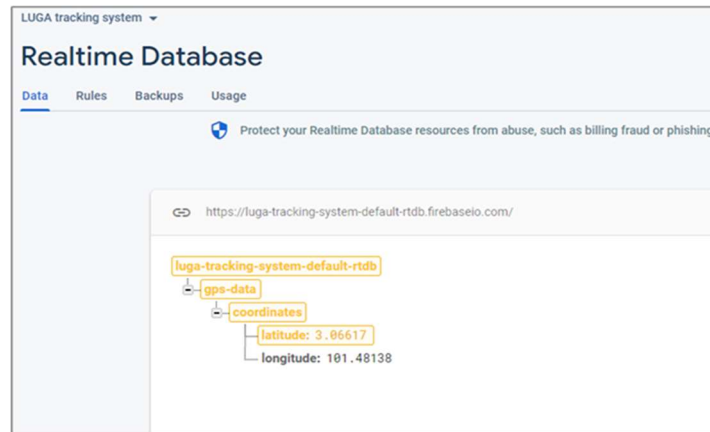 LUGA tracking system
Realtime Database
Data Rules Backups Usage
Protect your Realtime Database resources from abuse, such as billing fraud or phishing
https://luga-tracking-system-default-rtdb.firebaseio.com/
luga-tracking-system-default-rtdb
gps-data
coordinates
latitude: 3.06617
longitude: 101.48138